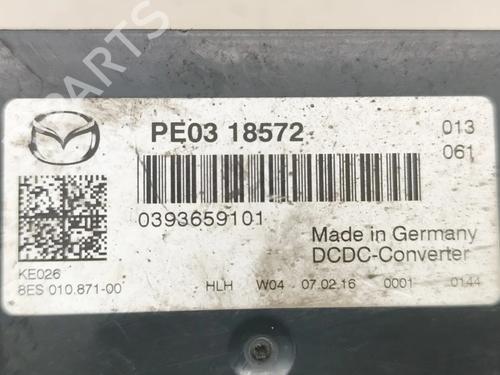 PARTS
PE03 18572
013
061
0393659101
Made in Germany
DCDC-Converter
KE026
8ES 010.871-00
HLH W04 07.02.16 0001 0144